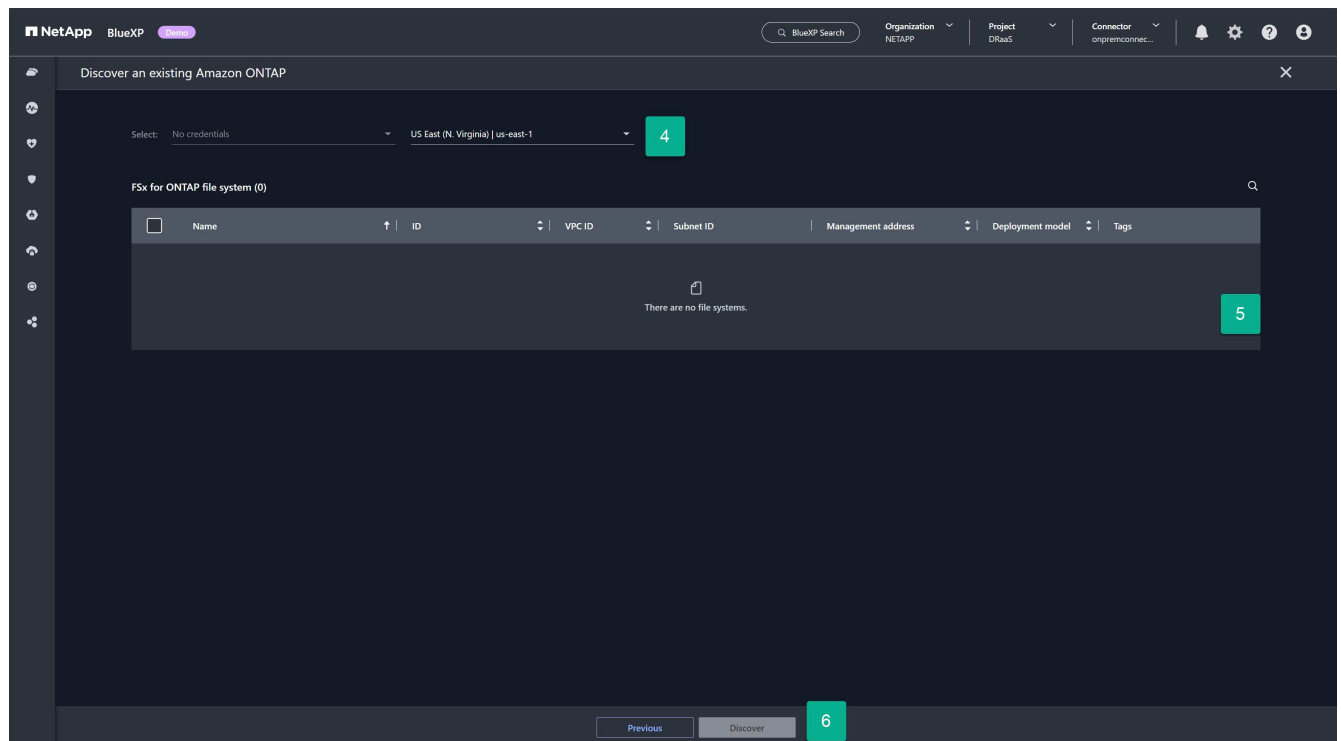 NetApp BlueXP Demo
BlueXP Search
Organization
NETAPP
Project
DRaaS
Connector
onpremconnec...
Discover an existing Amazon ONTAP
Select: No credentials US East (N. Virginia) | us-east-1 4
FSx for ONTAP file system (0)
Name ID VPC ID Subnet ID Management address Deployment model Tags
There are no file systems.
5
Previous Discover 6